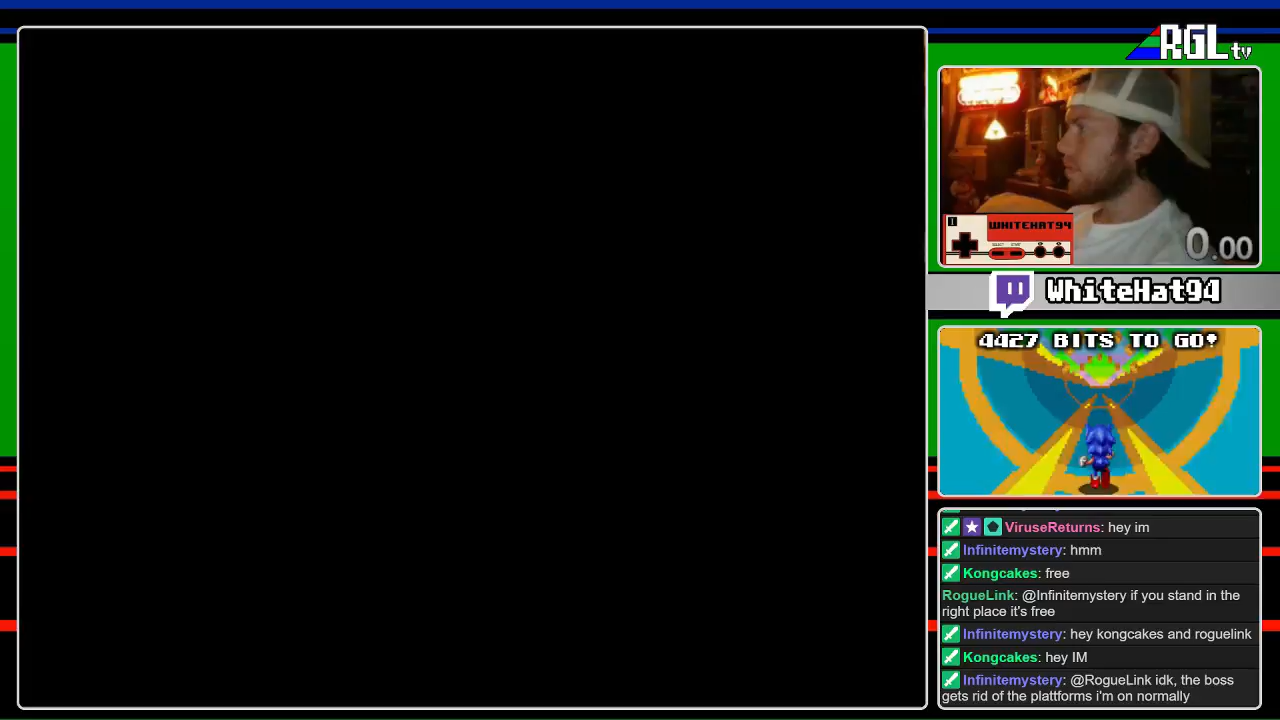 RGL tv
WHITEHAT94
SELECT START
0.00
WhiteHat94
4427 BITS TO GO!
ViruseReturns: hey im
Infinitemystery: hmm
Kongcakes: free
RogueLink: @Infinitemystery if you stand in the
right place it's free
Infinitemystery: hey kongcakes and roguelink
Kongcakes: hey IM
Infinitemystery: @RogueLink idk, the boss
gets rid of the plattforms i'm on normally